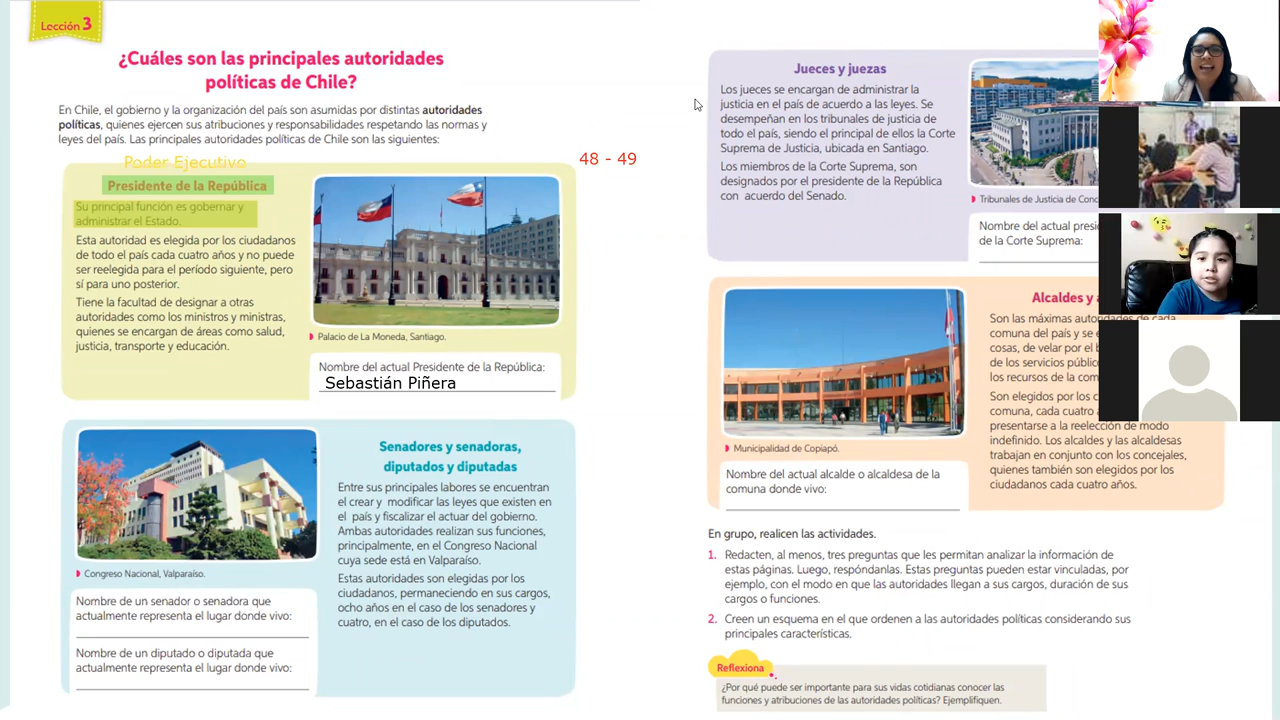 Lección 3
¿Cuáles son las principales autoridades
políticas de Chile?
En Chile, el gobierno y la organización del país son asumidas por distintas autoridades
políticas, quienes ejercen sus atribuciones y responsabilidades respetando las normas y
leyes del país. Las principales autoridades políticas de Chile son las siguientes:
Poder Ejecutivo
48 - 49
Presidente de la República
Su principal función es gobernar y
administrar el Estado.
Esta autoridad es elegida por los ciudadanos
de todo el país cada cuatro años y no puede
ser reelegida para el período siguiente, pero
sí para uno posterior.
Tiene la facultad de designar a otras
autoridades como los ministros y ministras,
quienes se encargan de áreas como salud,
justicia, transporte y educación.
Palacio de La Moneda, Santiago.
Nombre del actual Presidente de la República:
Sebastián Piñera
Senadores y senadoras,
diputados y diputadas
Entre sus principales labores se encuentran
el crear y modificar las leyes que existen en
el país y fiscalizar el actuar del gobierno.
Ambas autoridades realizan sus funciones,
principalmente, en el Congreso Nacional
cuya sede está en Valparaíso.
Estas autoridades son elegidas por los
ciudadanos, permaneciendo en sus cargos,
ocho años en el caso de los senadores y
cuatro, en el caso de los diputados.
Congreso Nacional, Valparaíso.
Nombre de un senador o senadora que
actualmente representa el lugar donde vivo:
Nombre de un diputado o diputada que
actualmente representa el lugar donde vivo:
Jueces y juezas
Los jueces se encargan de administrar la
justicia en el país de acuerdo a las leyes. Se
desempeñan en los tribunales de justicia de
todo el país, siendo el principal de ellos la Corte
Suprema de Justicia, ubicada en Santiago.
Los miembros de la Corte Suprema, son
designados por el presidente de la República
con acuerdo del Senado.
Tribunales de Justicia de Conc
Nombre del actual presi
de la Corte Suprema:
Alcaldes y a
Son las máximas autoridades de cada
comuna del país y se e
cosas, de velar por el b
de los servicios públic
los recursos de la com
Son elegidos por los c
comuna, cada cuatro a
presentarse a la reelección de modo
indefinido. Los alcaldes y las alcaldesas
trabajan en conjunto con los concejales,
quienes también son elegidos por los
ciudadanos cada cuatro años.
Municipalidad de Copiapó.
Nombre del actual alcalde o alcaldesa de la
comuna donde vivo:
En grupo, realicen las actividades.
1. Redacten, al menos, tres preguntas que les permitan analizar la información de
estas páginas. Luego, respóndanlas. Estas preguntas pueden estar vinculadas, por
ejemplo, con el modo en que las autoridades llegan a sus cargos, duración de sus
cargos o funciones.
2. Creen un esquema en el que ordenen a las autoridades políticas considerando sus
principales características.
Reflexiona
¿Por qué puede ser importante para sus vidas cotidianas conocer las
funciones y atribuciones de las autoridades políticas? Ejemplifiquen.